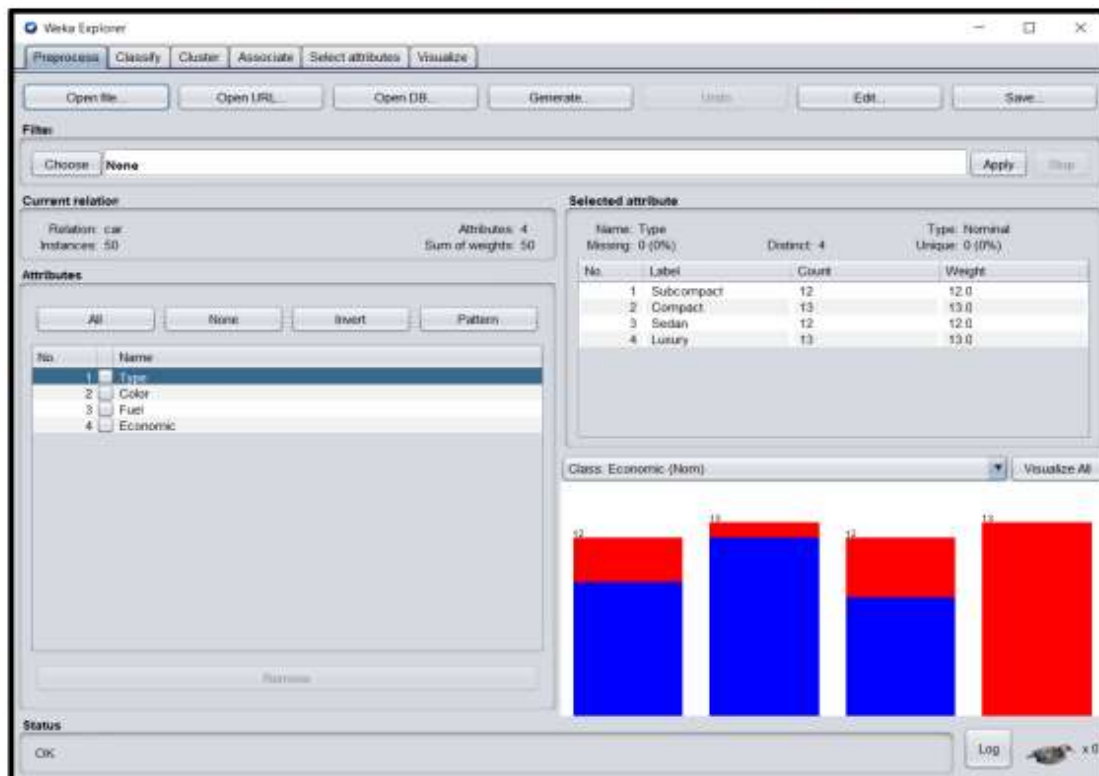 Weka Explorer
Preprocess Classify Cluster Associate Select attributes Visualize
Open file... Open URL... Open DB... Generate... Undo Edit... Save...
Filter
Choose None Apply Stop
Current relation
Relation: car Attributes: 4
Instances: 50 Sum of weights: 50
Attributes
All None Invert Pattern
No. Name
1 Type
2 Color
3 Fuel
4 Economic
Remove
Selected attribute
Name: Type Type: Nominal
Missing: 0 (0%) Distinct: 4 Unique: 0 (0%)
No. Label Count Weight
1 Subcompact 12 12.0
2 Compact 13 13.0
3 Sedan 12 12.0
4 Luxury 13 13.0
Class: Economic (Nom) Visualize All
12 13 12 13
Status
OK Log x 0